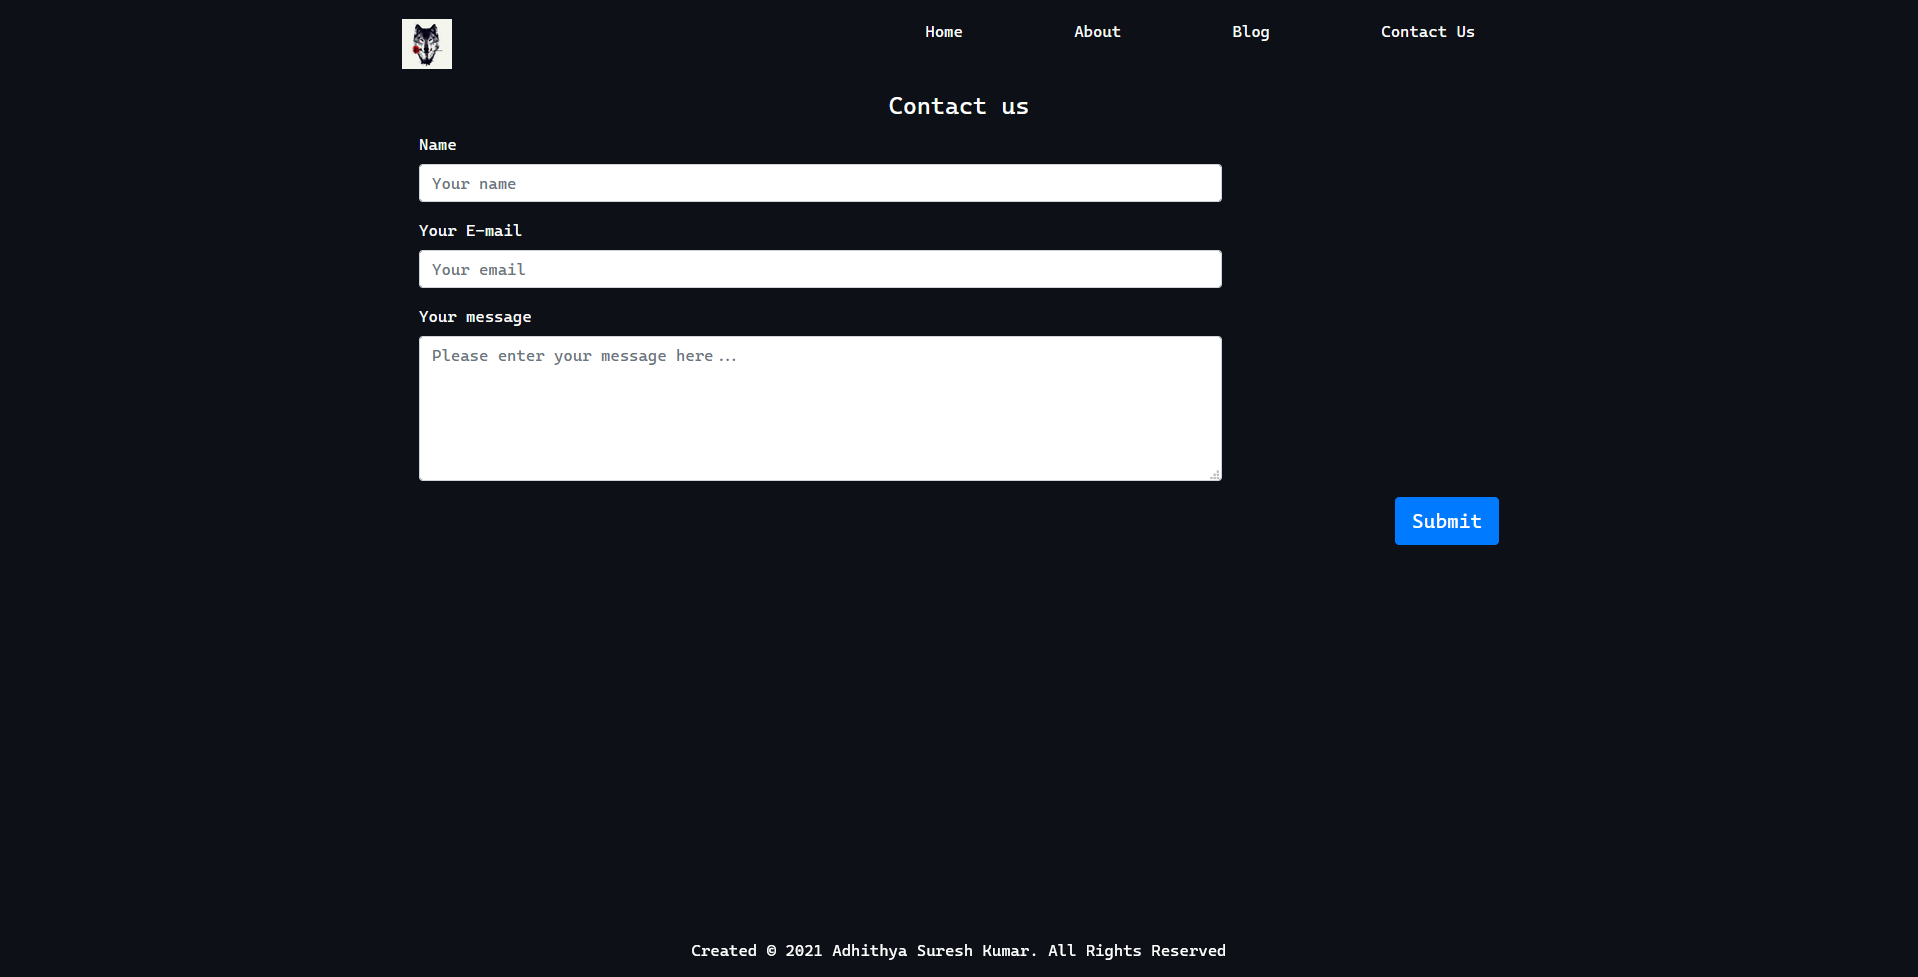 Home About Blog Contact Us
Contact us
Name
Your name
Your E-mail
Your email
Your message
Please enter your message here...
Submit
Created © 2021 Adhithya Suresh Kumar. All Rights Reserved